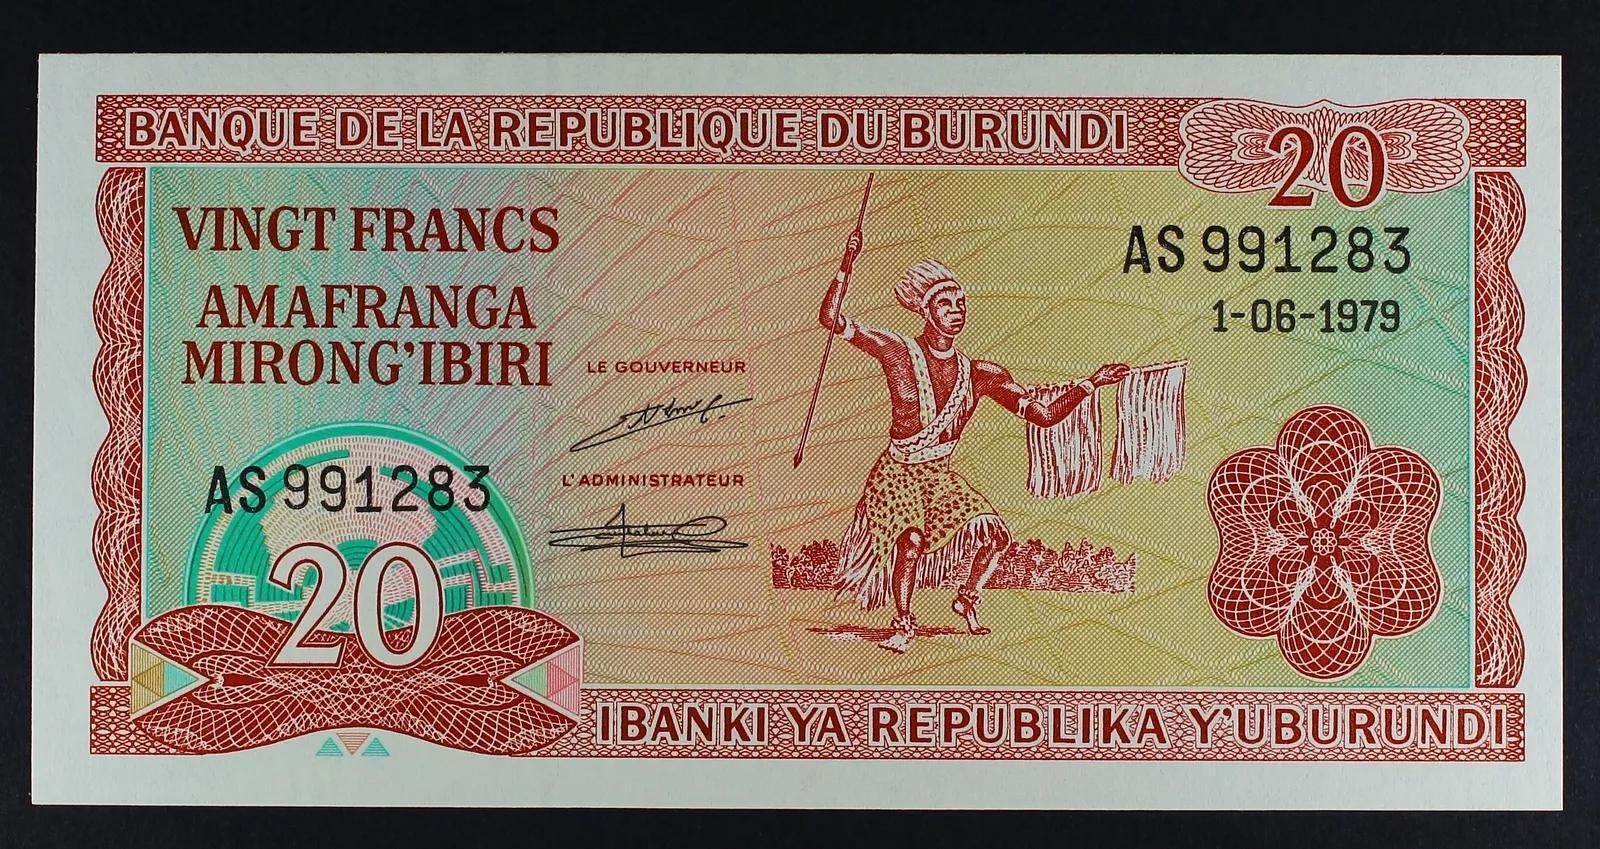 BANQUE DE LA REPUBLIQUE DU BURUNDI
20
VINGT FRANCS
AMAFRANGA
MIRONG'IBIRI
AS 991283
1-06-1979
LE GOUVERNEUR
L'ADMINISTRATEUR
AS 991283
20
IBANKI YA REPUBLIKA Y'UBURUNDI